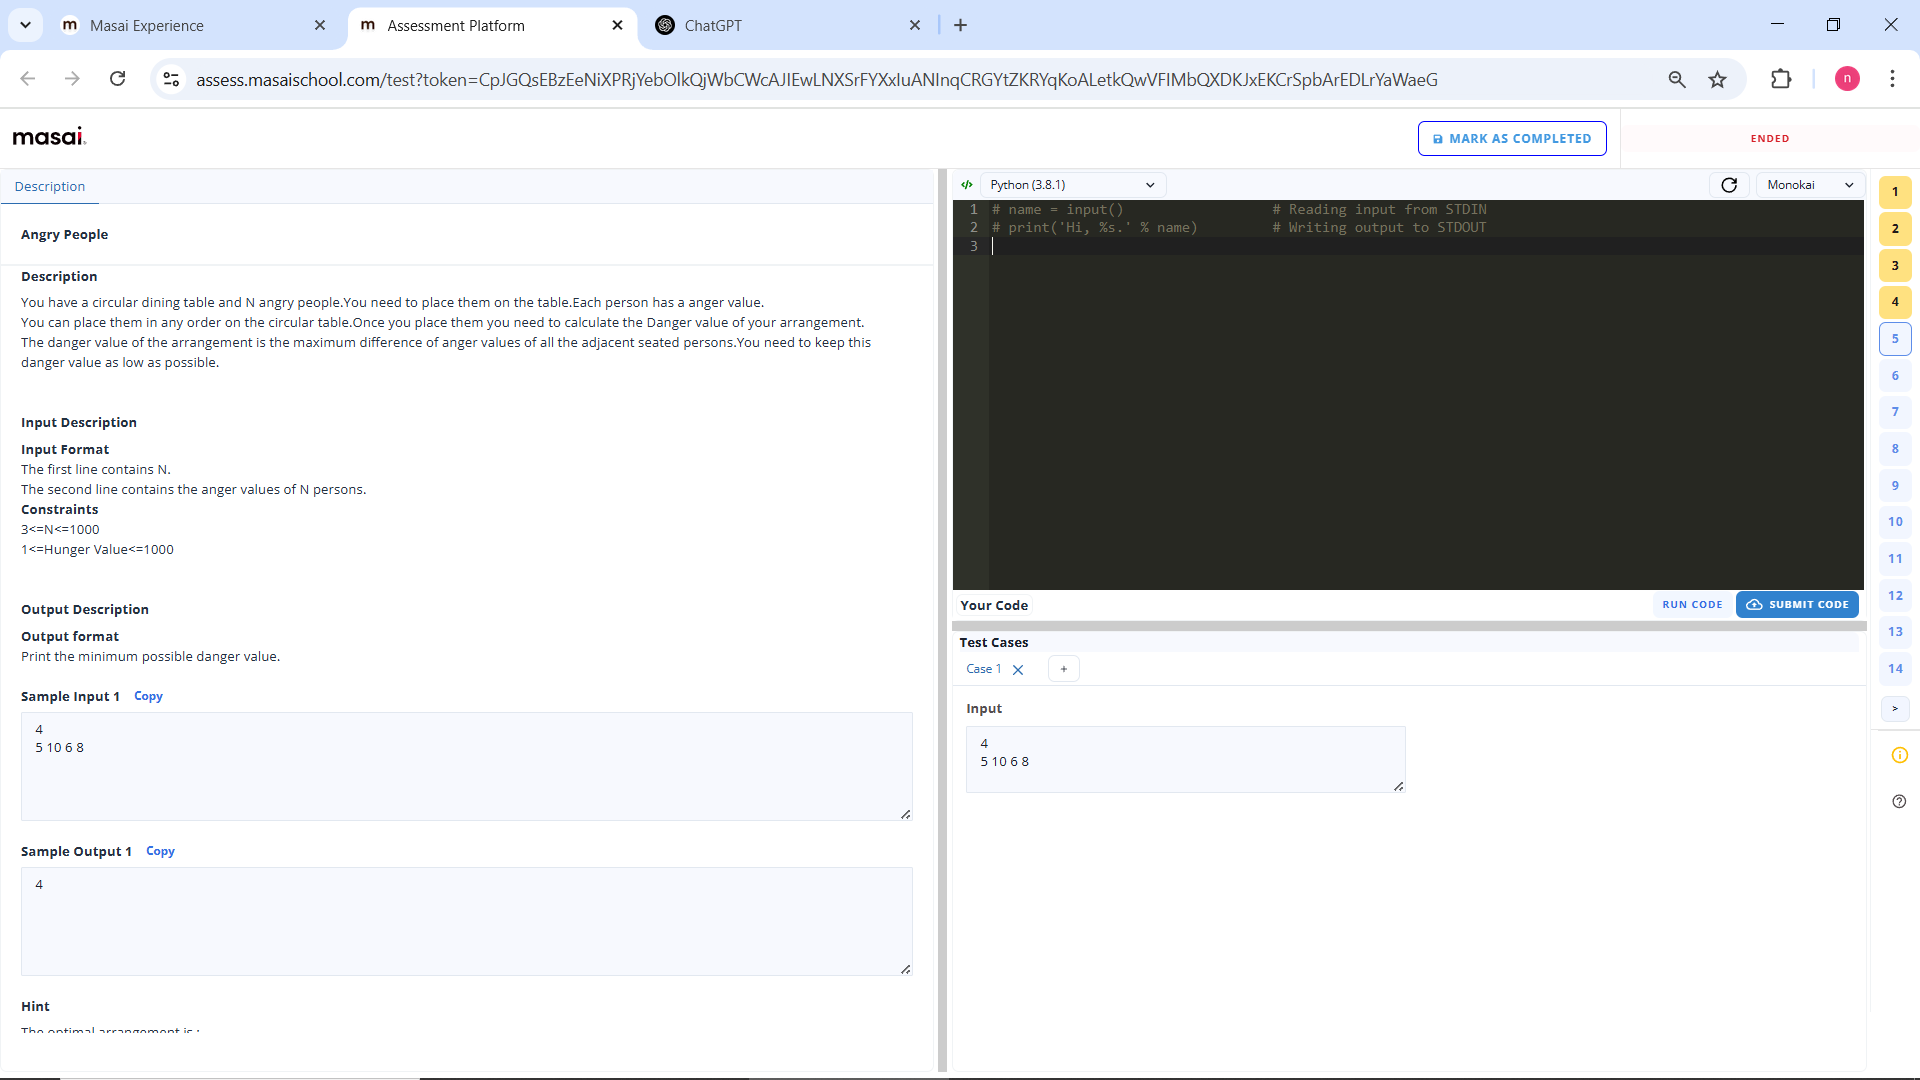 Masai Experience
Assessment Platform
ChatGPT
assess.masaischool.com/test?token=CpJGQsEBzEeNiXPRjYebOlkQjWbCWcAJIEwLNXSrFYXxIuANInqCRGYtZKRYqKoALetkQwVFIMbQXDKJxEKCrSpbArEDLrYaWaeG
n
masai.
MARK AS COMPLETED
ENDED
Description
Angry People
Description
You have a circular dining table and N angry people.You need to place them on the table.Each person has a anger value.
You can place them in any order on the circular table.Once you place them you need to calculate the Danger value of your arrangement.
The danger value of the arrangement is the maximum difference of anger values of all the adjacent seated persons.You need to keep this
danger value as low as possible.
Input Description
Input Format
The first line contains N.
The second line contains the anger values of N persons.
Constraints
3<=N<=1000
1<=Hunger Value<=1000
Output Description
Output format
Print the minimum possible danger value.
Sample Input 1 Copy
4
5 10 6 8
Sample Output 1 Copy
4
Hint
The optimal arrangement is :
Python (3.8.1)
Monokai
1 # name = input() # Reading input from STDIN
2 # print('Hi, %s.' % name) # Writing output to STDOUT
3
Your Code
RUN CODE
SUBMIT CODE
Test Cases
Case 1
+
Input
4
5 10 6 8
1
2
3
4
5
6
7
8
9
10
11
12
13
14
>